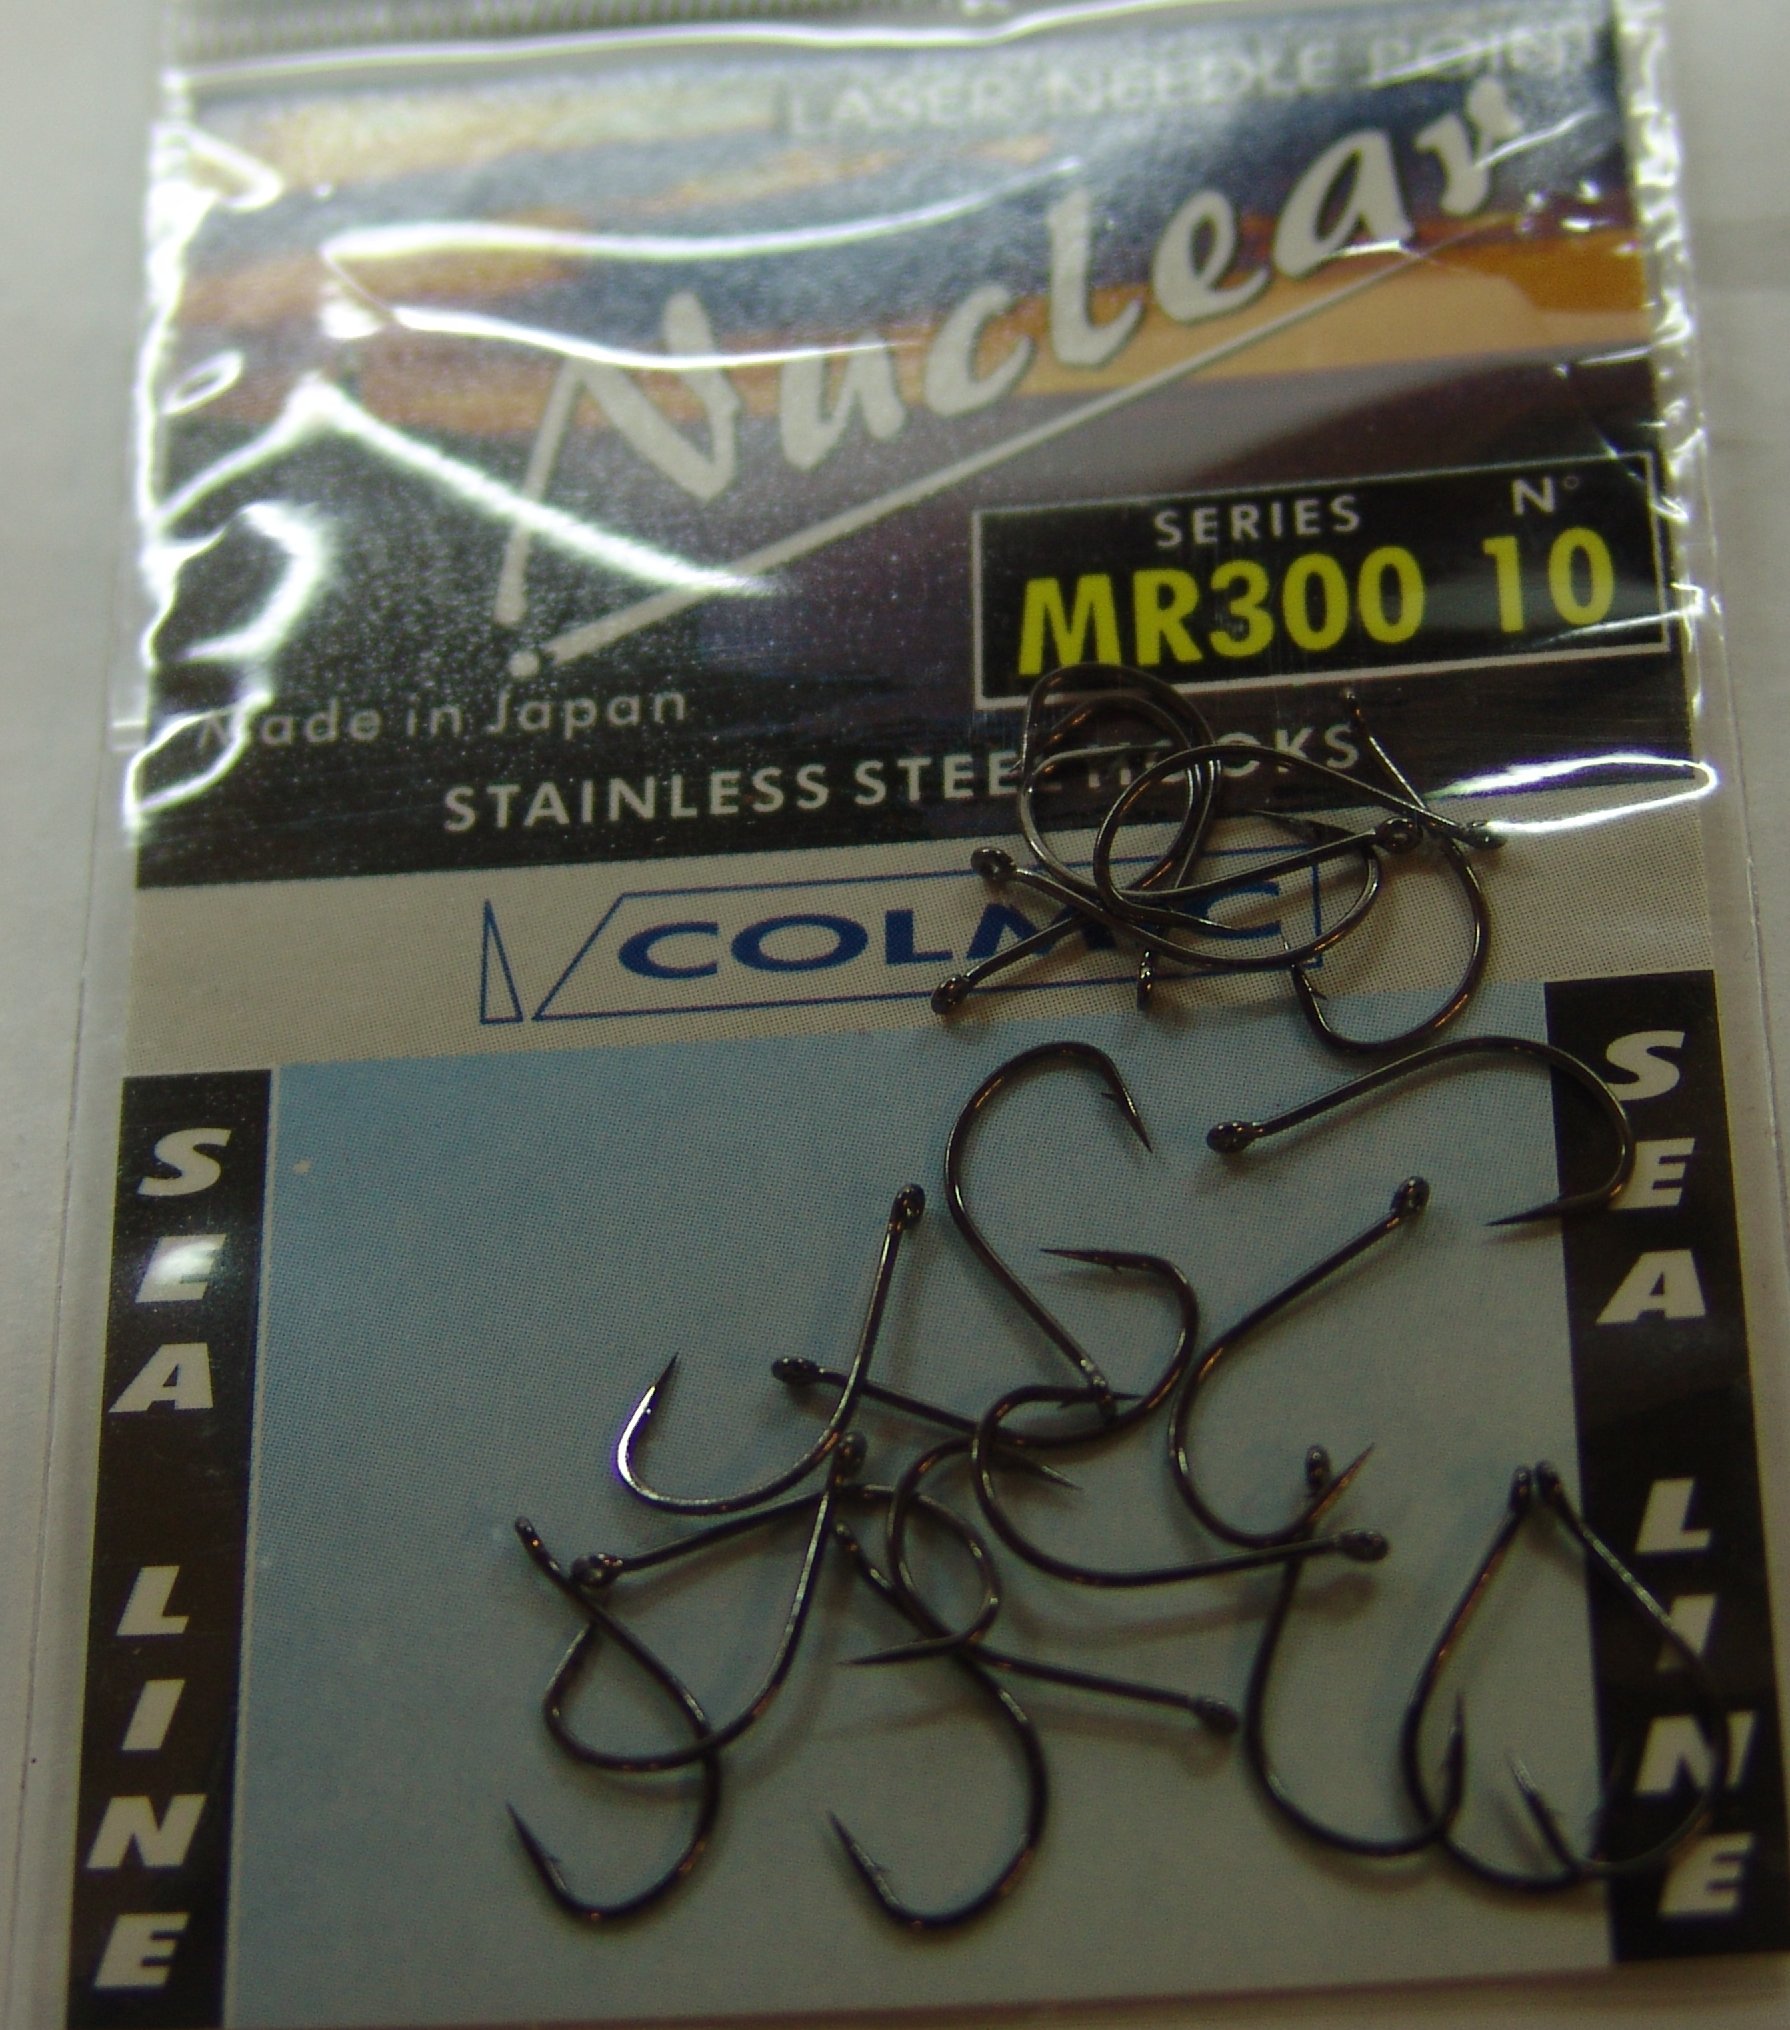 LASER NEEDLE POINT
Nuclear
SERIES N°
MR300 10
Made in Japan
STAINLESS STEEL HOOKS
COLMIC
SEA LINE
SEA LINE